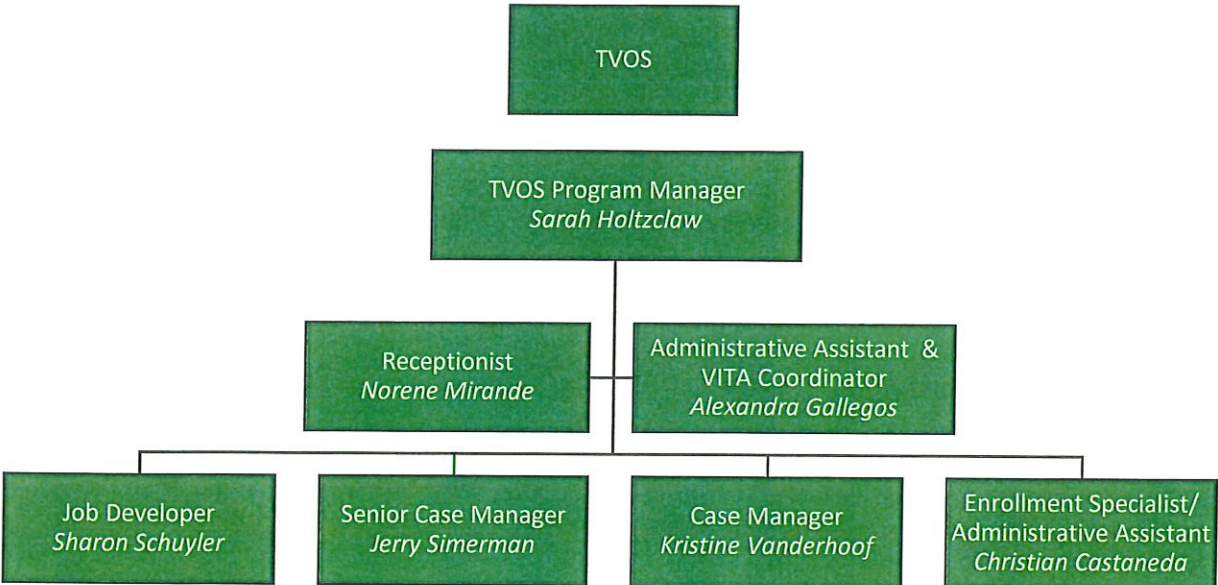 TVOS
TVOS Program Manager
Sarah Holtzclaw
Receptionist
Norene Mirande
Administrative Assistant &
VITA Coordinator
Alexandra Gallegos
Job Developer
Sharon Schuyler
Senior Case Manager
Jerry Simerman
Case Manager
Kristine Vanderhoof
Enrollment Specialist/
Administrative Assistant
Christian Castaneda